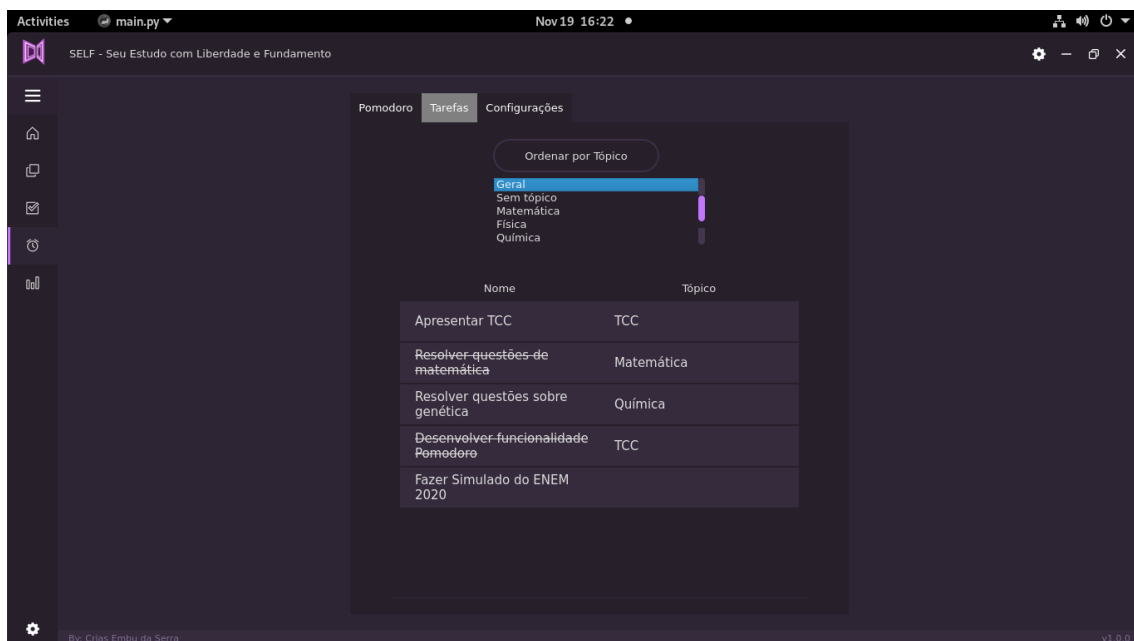 Activities
main.py
Nov 19 16:22
SELF - Seu Estudo com Liberdade e Fundamento
Pomodoro
Tarefas
Configurações
Ordenar por Tópico
Geral
Sem tópico
Matemática
Física
Química
Nome
Tópico
Apresentar TCC
TCC
Resolver questões de
matemática
Matemática
Resolver questões sobre
genética
Química
Desenvolver funcionalidade
Pomodoro
TCC
Fazer Simulado do ENEM
2020
By: Crias Embu da Serra
v1.0.0